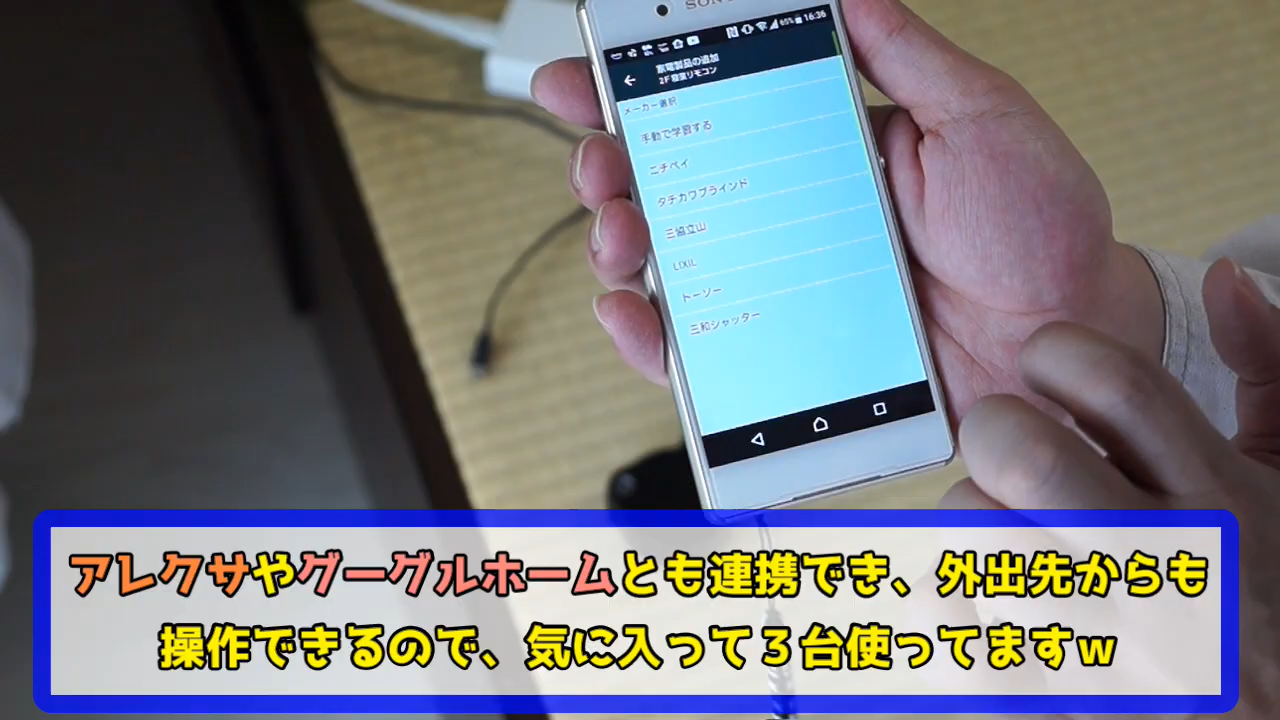 SONY
65% 16:36
家電製品の追加
2F寝室リモコン
メーカー選択
手動で学習する
ニチベイ
タチカワブラインド
三協立山
LIXIL
トーソー
三和シャッター
アレクサやグーグルホームとも連携でき、外出先からも
操作できるので、気に入って３台使ってますw